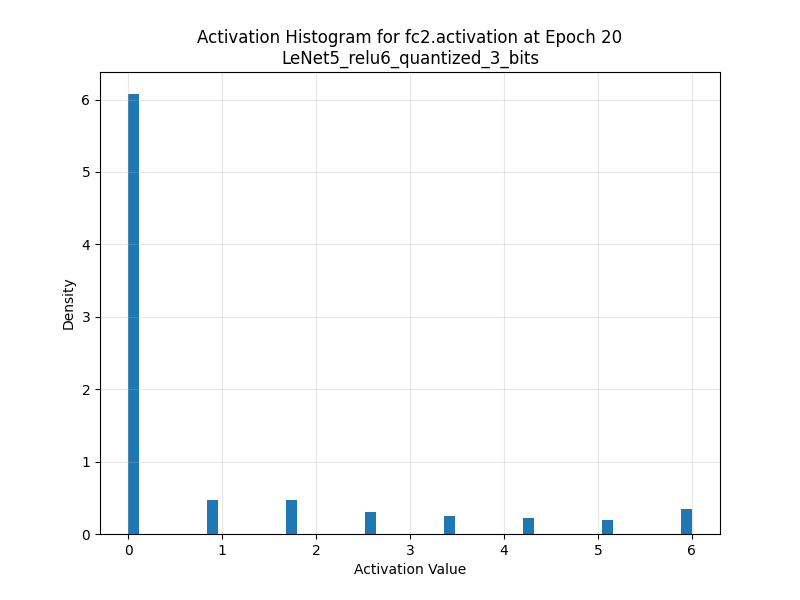 Activation Histogram for fc2.activation at Epoch 20
LeNet5_relu6_quantized_3_bits
6
5
4
3
2
1
0
Density
0 1 2 3 4 5 6
Activation Value